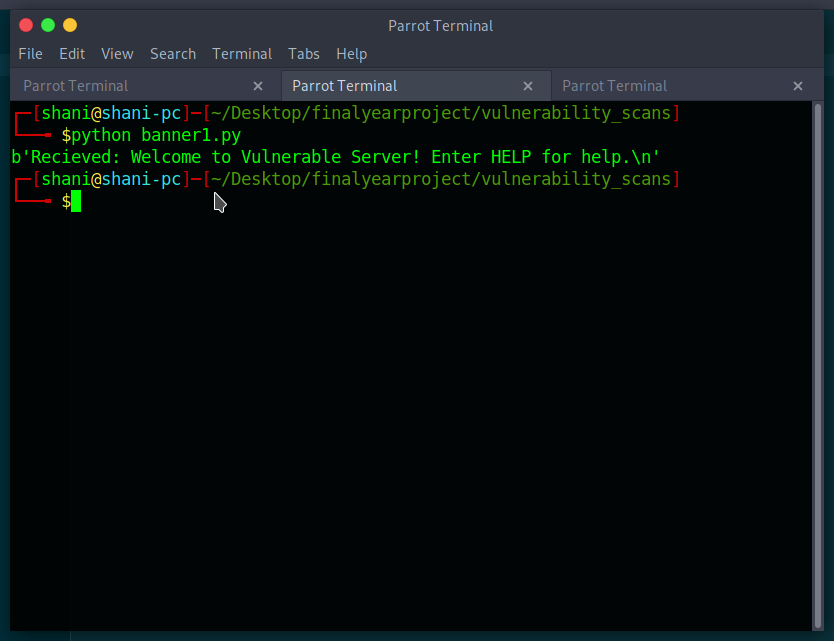 Parrot Terminal
File Edit View Search Terminal Tabs Help
Parrot Terminal × Parrot Terminal × Parrot Terminal ×
┌─[shani@shani-pc]─[~/Desktop/finalyearproject/vulnerability_scans]
└──╼ $python banner1.py
b'Recieved: Welcome to Vulnerable Server! Enter HELP for help.\n'
┌─[shani@shani-pc]─[~/Desktop/finalyearproject/vulnerability_scans]
└──╼ $